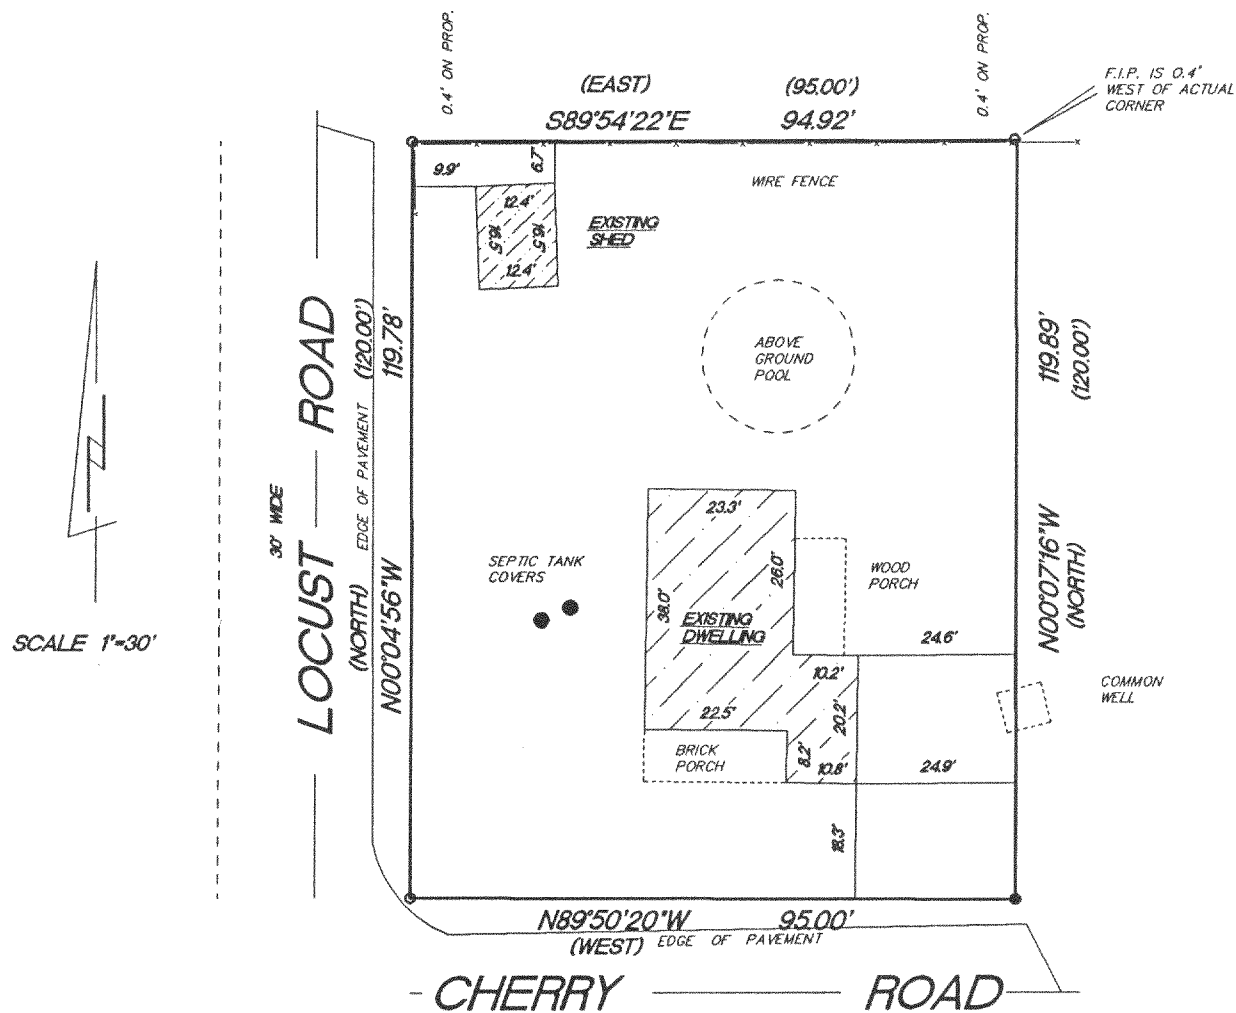 0.4' ON PROP.
0.4' ON PROP.
(EAST) (95.00')
S89°54'22"E 94.92'
F.I.P. IS 0.4'
WEST OF ACTUAL
CORNER
9.9'
6.7'
WIRE FENCE
12.4'
16.5'
16.5'
12.4'
EXISTING
SHED
ABOVE
GROUND
POOL
119.78'
(120.00')
119.89'
(120.00')
LOCUST ROAD
30' WIDE
EDGE OF PAVEMENT
(NORTH)
N00°04'56"W
N00°07'16"W
(NORTH)
SCALE 1"=30'
SEPTIC TANK
COVERS
23.3'
26.0'
38.0'
EXISTING
DWELLING
WOOD
PORCH
24.6'
10.2'
22.5'
20.2'
8.2'
10.8'
BRICK
PORCH
24.9'
COMMON
WELL
18.3'
N89°50'20"W 95.00'
(WEST) EDGE OF PAVEMENT
CHERRY ROAD